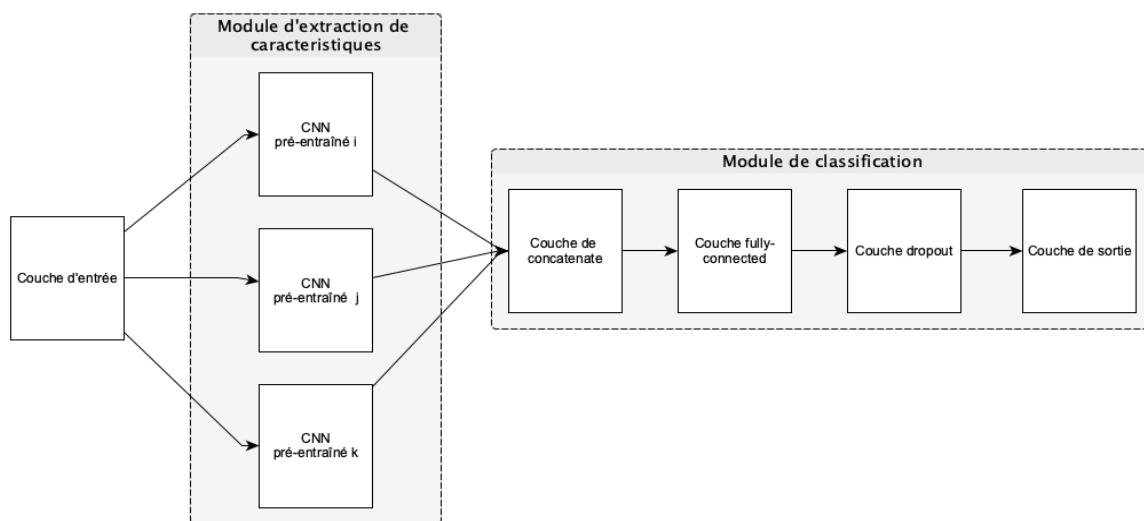 Module d'extraction de
caracteristiques
CNN
pré-entraîné i
Module de classification
Couche d'entrée
CNN
pré-entraîné j
Couche de
concatenate
Couche fully-
connected
Couche dropout
Couche de sortie
CNN
pré-entraîné k